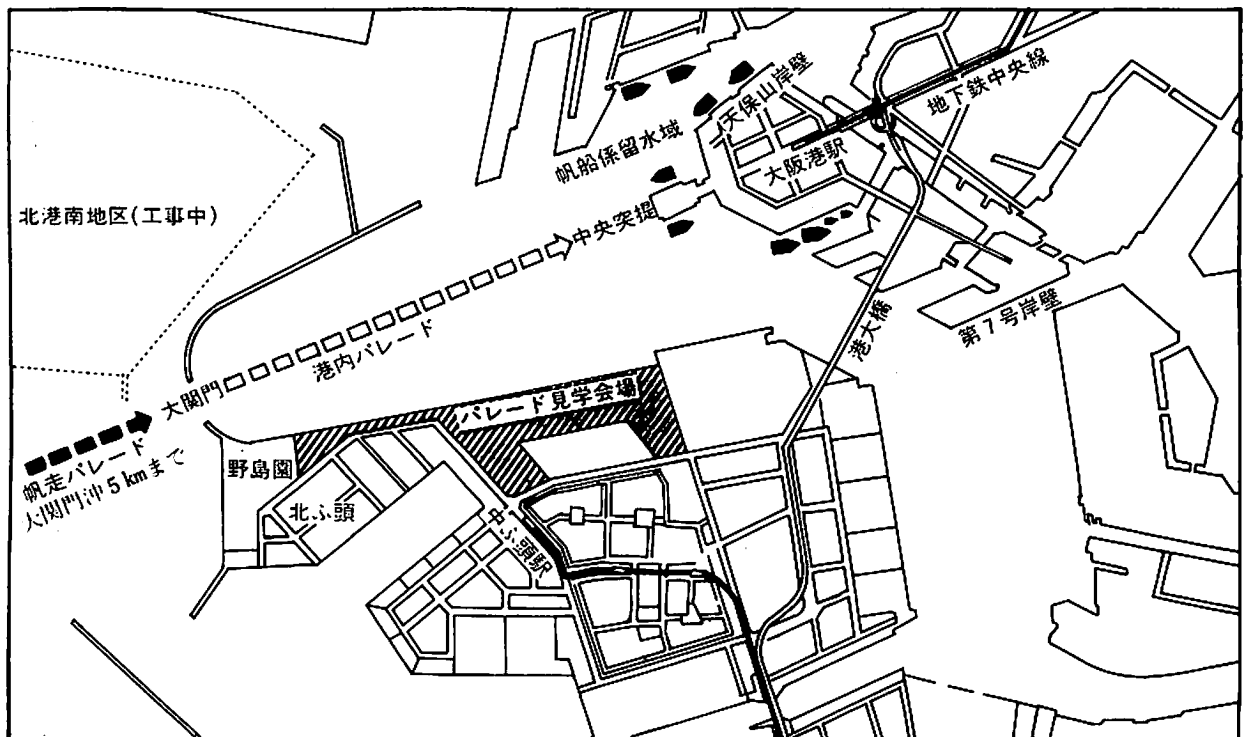 地下鉄中央線
天保山岸壁
帆船係留水域
大阪港駅
北港南地区(工事中)
中央突提
港大橋
第7号岸壁
港内パレード
大関門
パレード見学会場
帆走パレード
大関門沖5kmまで
野鳥園
北ふ頭
中ふ頭駅